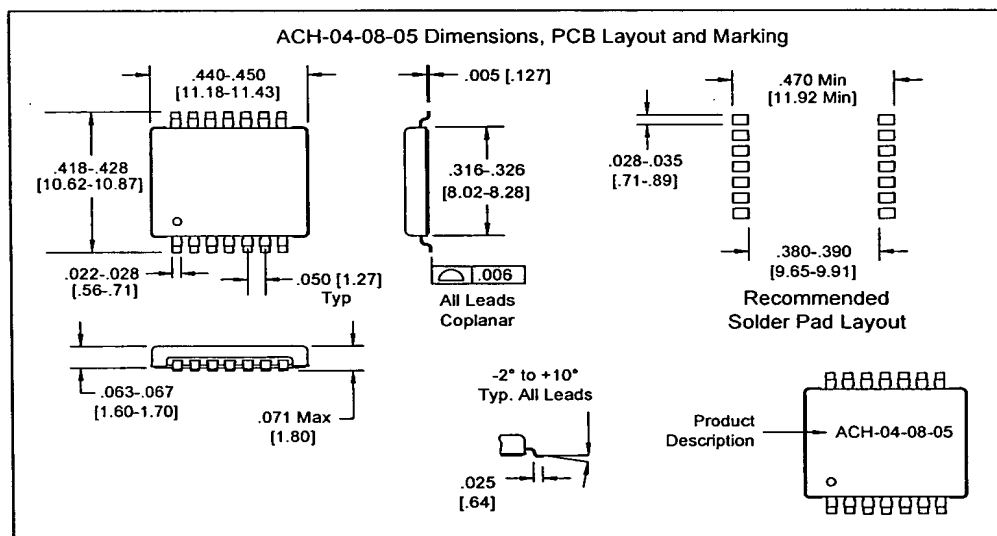 ACH-04-08-05 Dimensions, PCB Layout and Marking
.440-.450
[11.18-11.43]
.005 [.127]
.470 Min
[11.92 Min]
.418-.428
[10.62-10.87]
.316-.326
[8.02-8.28]
.028-.035
[.71-.89]
.022-.028
[.56-.71]
.050 [1.27]
Typ
.006
All Leads
Coplanar
.380-.390
[9.65-9.91]
Recommended
Solder Pad Layout
.063-.067
[1.60-1.70]
.071 Max
[1.80]
-2° to +10°
Typ. All Leads
.025
[.64]
Product
Description
ACH-04-08-05